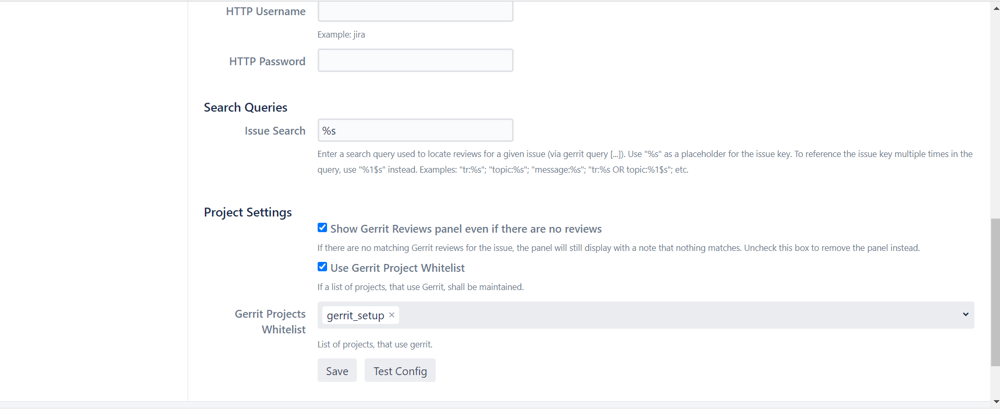 HTTP Username
Example: jira
HTTP Password
Search Queries
Issue Search
%s
Enter a search query used to locate reviews for a given issue (via gerrit query [...]). Use "%s" as a placeholder for the issue key. To reference the issue key multiple times in the
query, use "%1$s" instead. Examples: "tr:%s"; "topic:%s"; "message:%s"; "tr:%s OR topic:%1$s"; etc.
Project Settings
Show Gerrit Reviews panel even if there are no reviews
If there are no matching Gerrit reviews for the issue, the panel will still display with a note that nothing matches. Uncheck this box to remove the panel instead.
Use Gerrit Project Whitelist
If a list of projects, that use Gerrit, shall be maintained.
Gerrit Projects
Whitelist
gerrit_setup ×
List of projects, that use gerrit.
Save Test Config